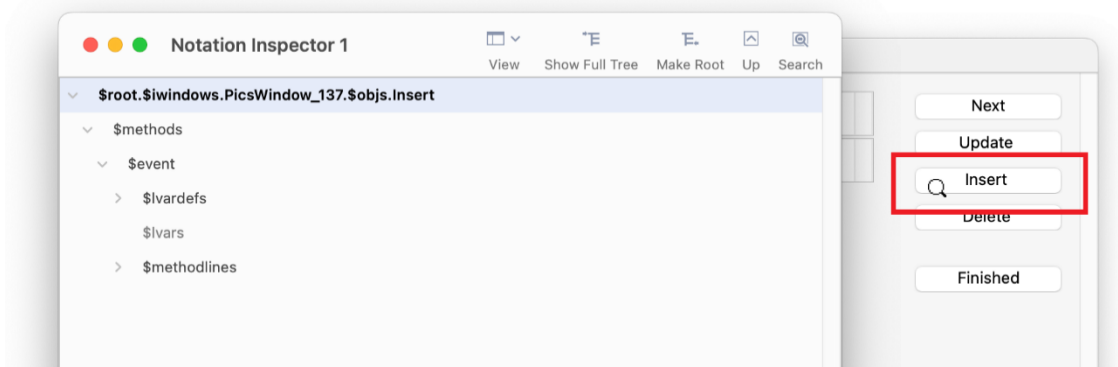 Notation Inspector 1
View
Show Full Tree
Make Root
Up
Search
$root.$iwindows.PicsWindow_137.$objs.Insert
$methods
$event
$lvardefs
$lvars
$methodlines
Next
Update
Insert
Delete
Finished